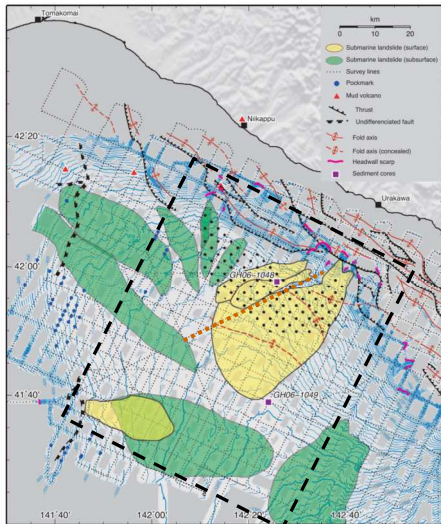 Tomakomai
km
0 10 20
Submarine landslide (surface)
Submarine landslide (subsurface)
Survey lines
Pockmark
Mud volcano
Thrust
Undifferenciated fault
Fold axis
Fold axis (concealed)
Headwall scarp
Sediment cores
Niikappu
42°20'
Urakawa
42°00'
GH06-1048
41°40'
GH06-1049
141°40'
142°00'
142°20'
142°40'